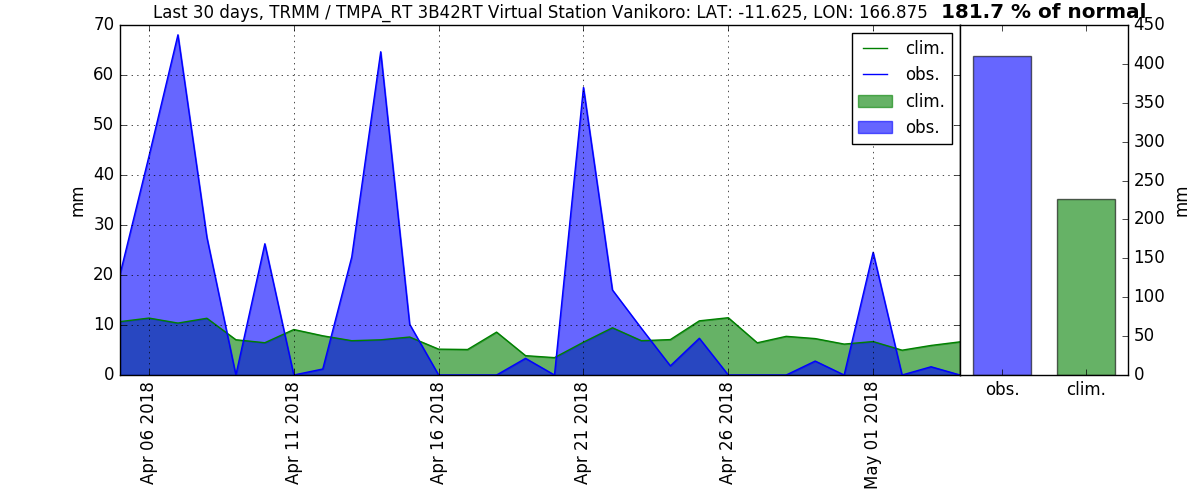 Last 30 days, TRMM / TMPA_RT 3B42RT Virtual Station Vanikoro: LAT: -11.625, LON: 166.875 181.7 % of normal
70
60
50
40
30
20
10
0
mm
clim.
obs.
clim.
obs.
Apr 06 2018
Apr 11 2018
Apr 16 2018
Apr 21 2018
Apr 26 2018
May 01 2018
450
400
350
300
250
200
150
100
50
0
mm
obs. clim.